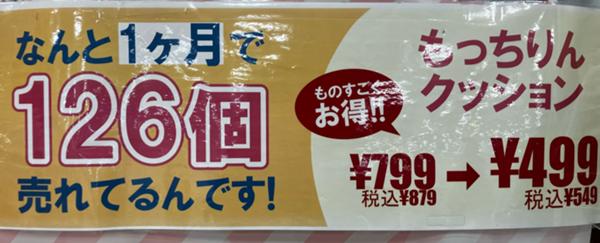 なんと1ヶ月で
126個
売れてるんです!
ものすごく
お得!!
もっちりん
クッション
¥799→¥499
税込¥879 税込¥549